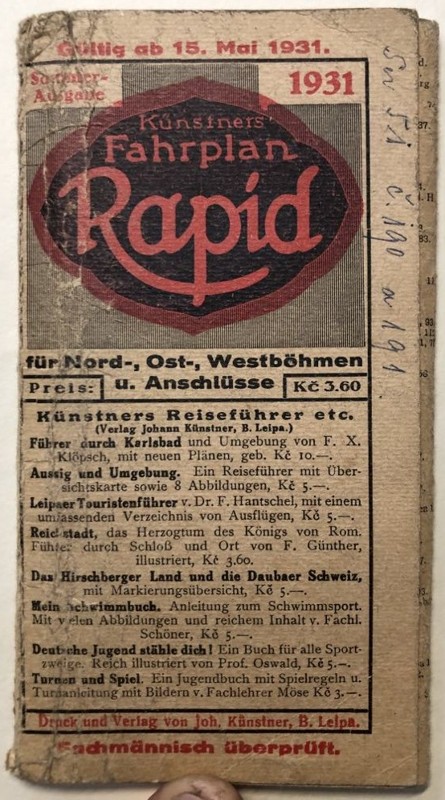 Gültig ab 15. Mai 1931.
Sommer-
Ausgabe
1931
Künstners
Fahrplan
Rapid
für Nord-, Ost-, Westböhmen
Preis:
u. Anschlüsse
Kč 3.60
Künstners Reiseführer etc.
(Verlag Johann Künstner, B. Leipa.)
Führer durch Karlsbad und Umgebung von F. X.
Klöpsch, mit neuen Plänen, geb. Kč 10.—.
Aussig und Umgebung. Ein Reiseführer mit Über-
sichtskarte sowie 8 Abbildungen, Kč 5.—.
Leipaer Touristenführer v. Dr. F. Hantschel, mit einem
umfassenden Verzeichnis von Ausflügen, Kč 5.—.
Reichstadt, das Herzogtum des Königs von Rom.
Führer durch Schloß und Ort von F. Günther,
illustriert, Kč 3.60.
Das Hirschberger Land und die Daubaer Schweiz,
mit Markierungsübersicht, Kč 5.—.
Mein Schwimmbuch. Anleitung zum Schwimmsport.
Mit vielen Abbildungen und reichem Inhalt v. Fachl.
Schöner, Kč 5.—.
Deutsche Jugend stähle dich! Ein Buch für alle Sport-
zweige. Reich illustriert von Prof. Oswald, Kč 5.—.
Turnen und Spiel. Ein Jugendbuch mit Spielregeln u.
Turnanleitung mit Bildern v. Fachlehrer Möse Kč 3.—.
Druck und Verlag von Joh. Künstner, B. Leipa.
Fachmännisch überprüft.
č. 190 a 191